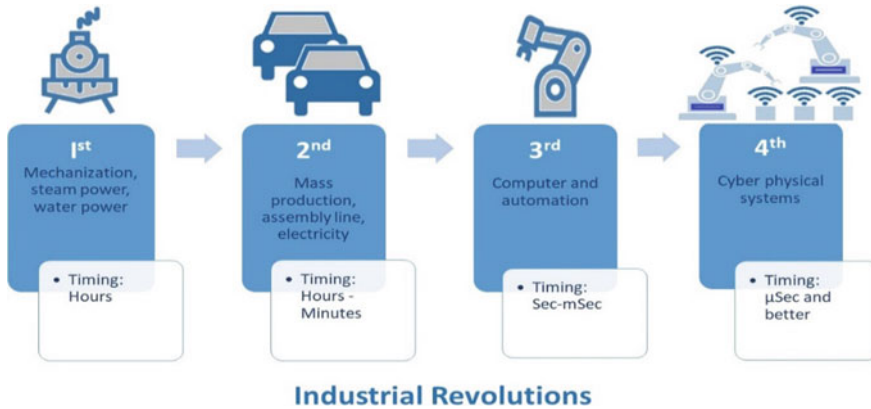 1st
Mechanization,
steam power,
water power
• Timing:
Hours
2nd
Mass
production,
assembly line,
electricity
• Timing:
Hours -
Minutes
3rd
Computer and
automation
• Timing:
Sec-mSec
4th
Cyber physical
systems
• Timing:
µSec and
better
Industrial Revolutions